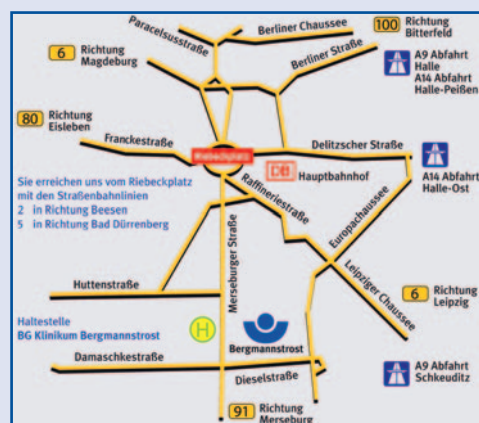 Paracelsusstraße
Berliner Chaussee
100 Richtung
Bitterfeld
6 Richtung
Magdeburg
Berliner Straße
A9 Abfahrt
Halle
A14 Abfahrt
Halle-Peißen
80 Richtung
Eisleben
Franckestraße
Riebeckplatz
Delitzscher Straße
DB Hauptbahnhof
A14 Abfahrt
Halle-Ost
Sie erreichen uns vom Riebeckplatz
mit den Straßenbahnlinien
2 in Richtung Beesen
5 in Richtung Bad Dürrenberg
Raffineriestraße
Europachaussee
Merseburger Straße
Leipziger Chaussee
Huttenstraße
6 Richtung
Leipzig
Haltestelle
BG Klinikum Bergmannstrost
H
Bergmannstrost
Damaschkestraße
Dieselstraße
A9 Abfahrt
Schkeuditz
91 Richtung
Merseburg